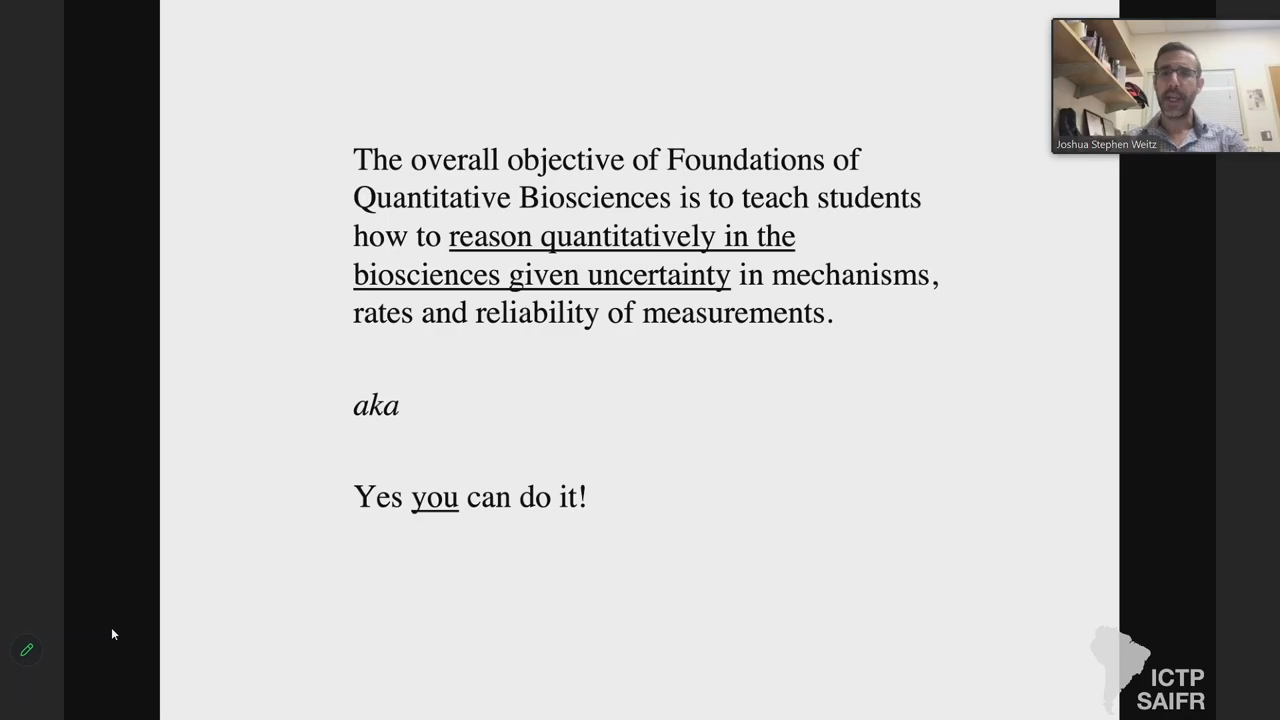 The overall objective of Foundations of
Quantitative Biosciences is to teach students
how to reason quantitatively in the
biosciences given uncertainty in mechanisms,
rates and reliability of measurements.
aka
Yes you can do it!
Joshua Stephen Weitz
ICTP
SAIFR